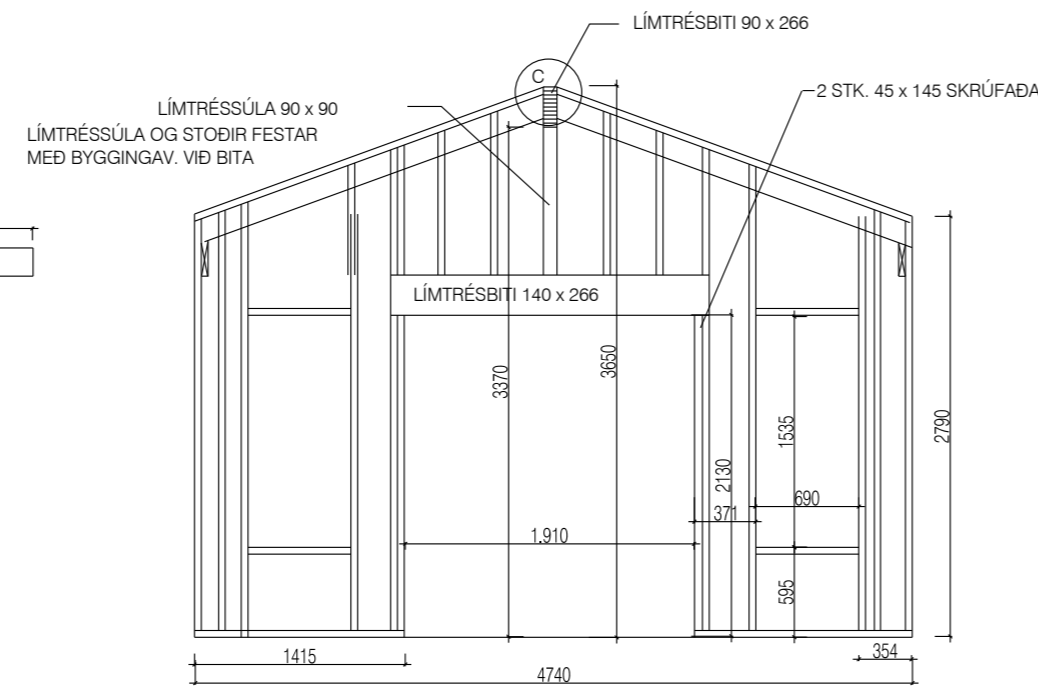 LÍMTRÉSBITI 90 x 266
C
2 STK. 45 x 145 SKRÚFAÐA
LÍMTRÉSSÚLA 90 x 90
LÍMTRÉSSÚLA OG STOÐIR FESTAR
MEÐ BYGGINGAV. VIÐ BITA
LÍMTRÉSBITI 140 x 266
3370
3650
2130
1535
2790
690
371
1.910
595
1415
354
4740